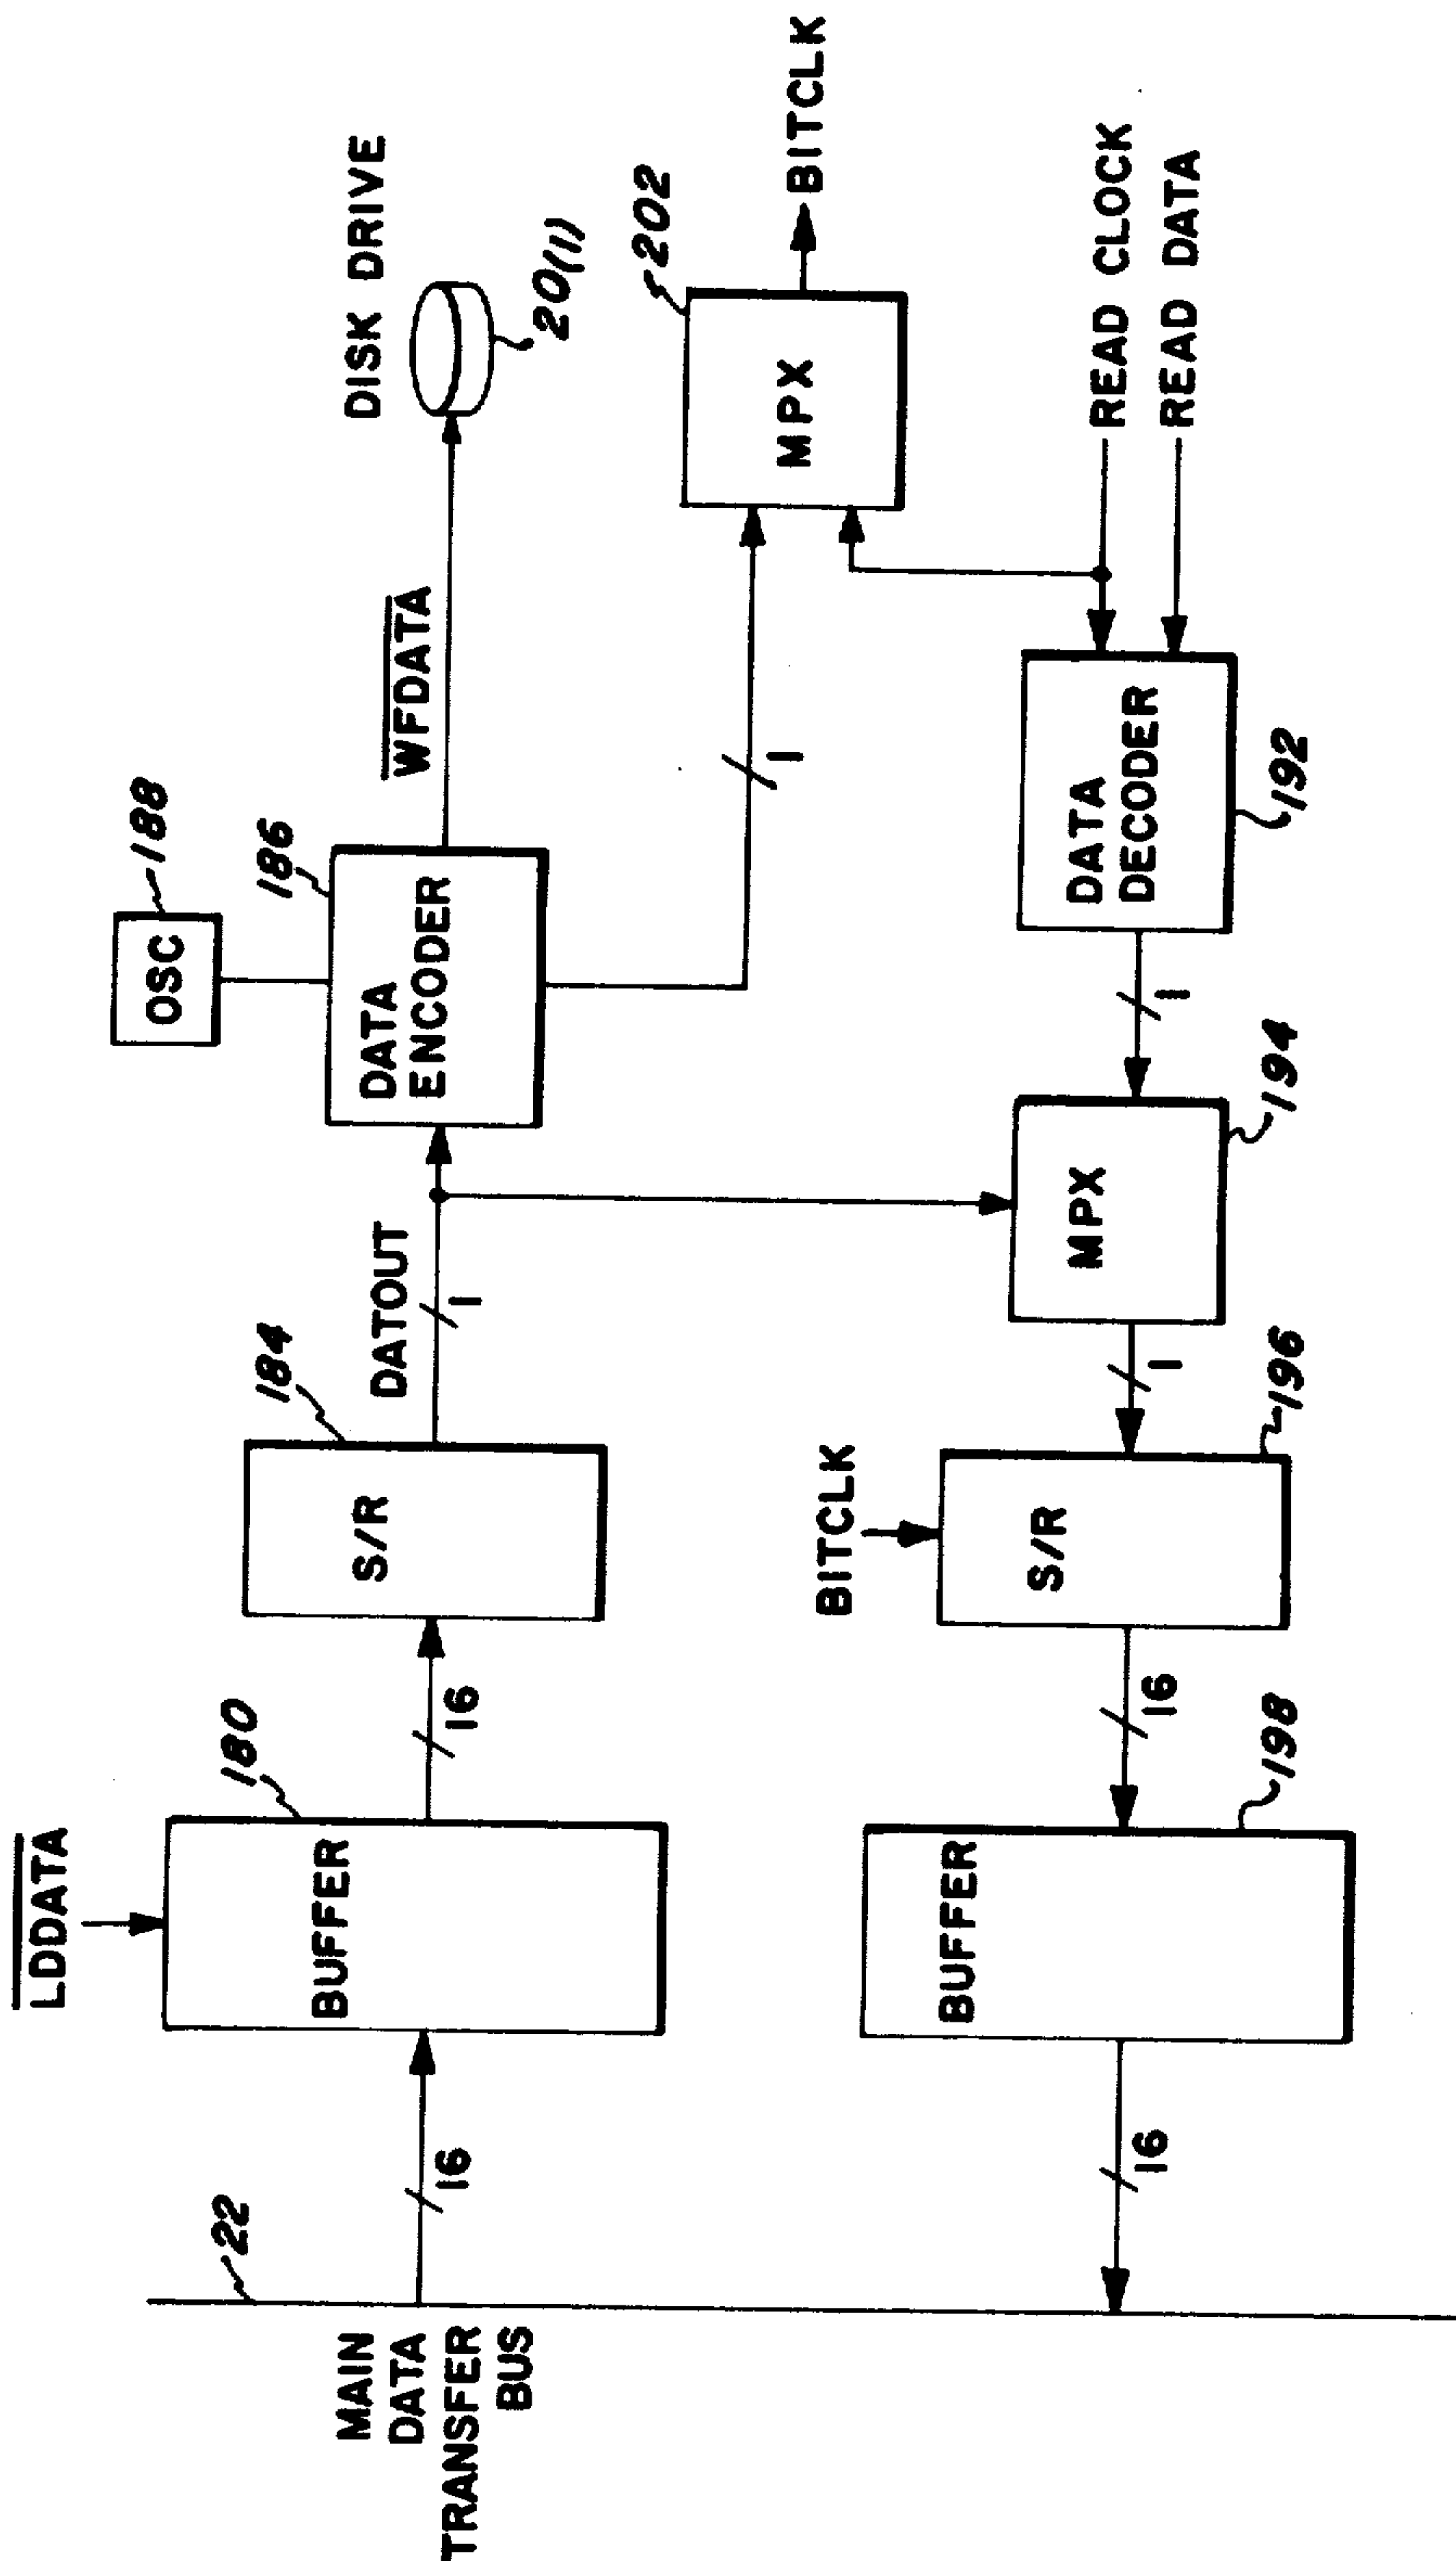 MAIN
DATA
TRANSFER
BUS
22
16
LDDATA
BUFFER
180
16
S/R
184
DATOUT
1
OSC
188
DATA
ENCODER
186
WFDATA
DISK DRIVE
20(1)
1
MPX
202
BITCLK
READ CLOCK
READ DATA
DATA
DECODER
192
1
MPX
194
1
BITCLK
S/R
196
16
BUFFER
198
16